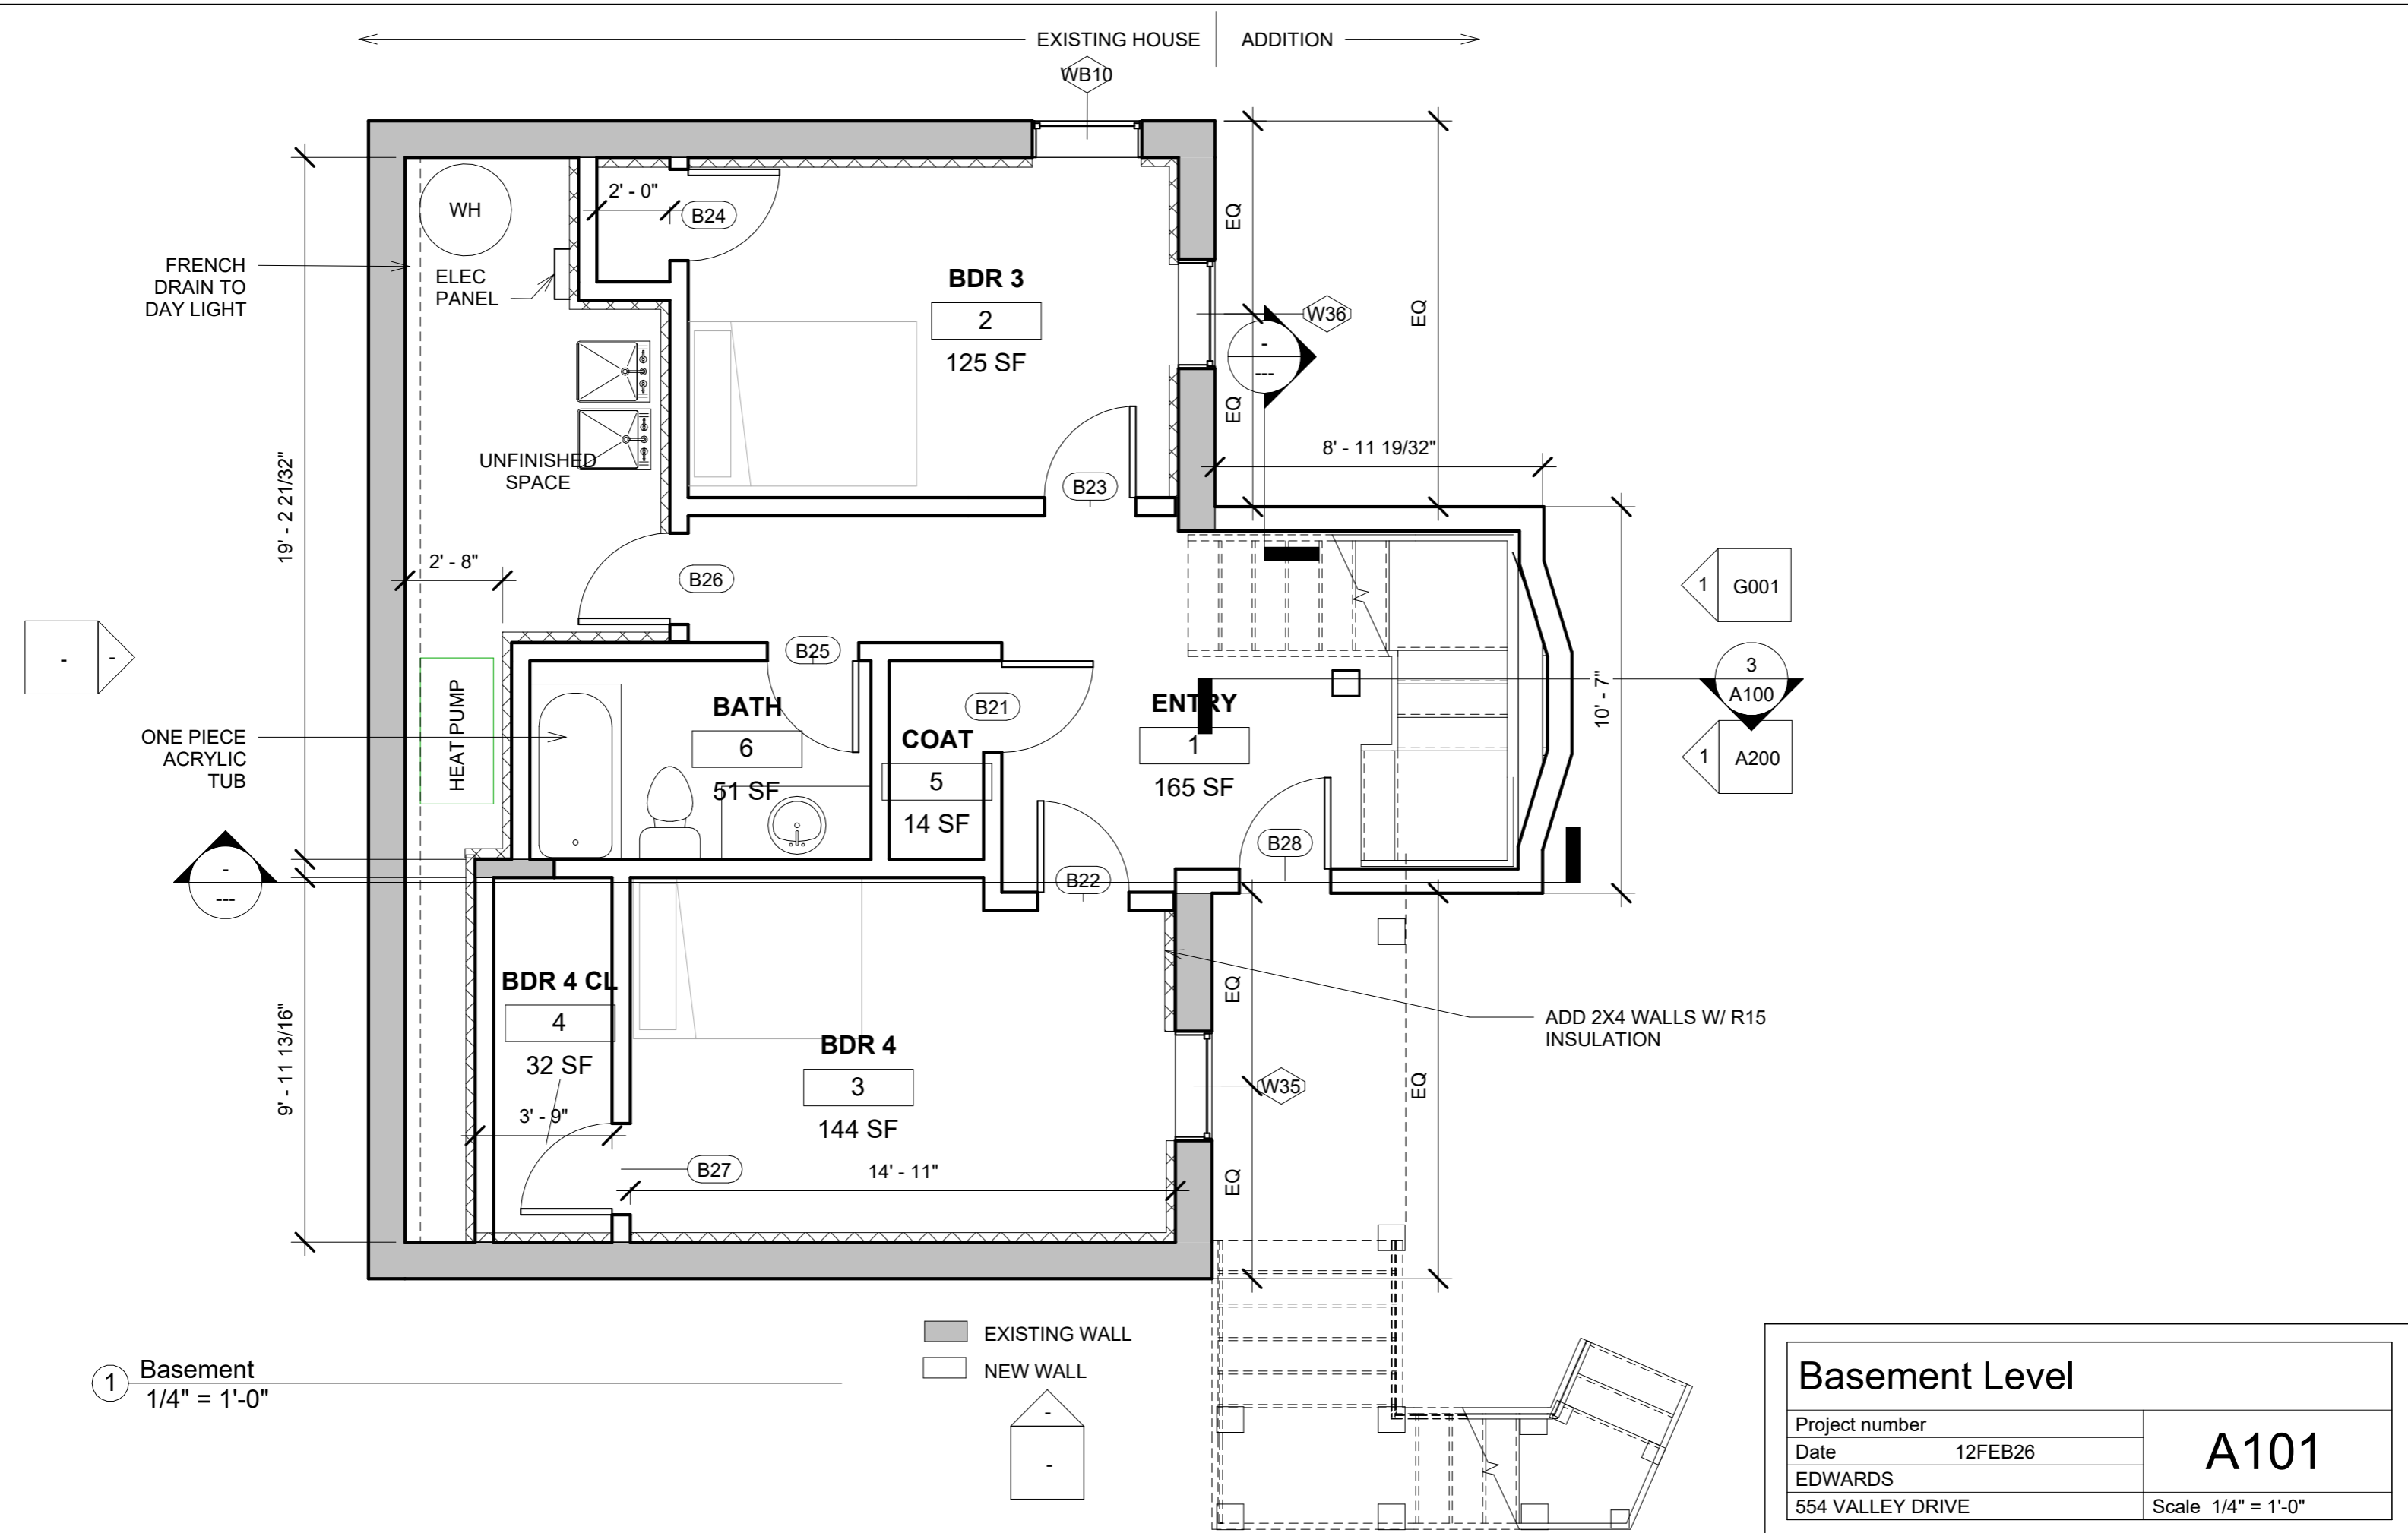 EXISTING HOUSE
ADDITION
WB10
WH
2' - 0"
B24
EQ
FRENCH
DRAIN TO
DAY LIGHT
ELEC
PANEL
BDR 3
2
125 SF
W36
EQ
-
---
EQ
8' - 11 19/32"
UNFINISHED
SPACE
B23
19' - 2 21/32"
2' - 8"
B26
1
G001
-
-
B25
3
A100
HEAT PUMP
BATH
6
51 SF
B21
COAT
5
14 SF
ENTRY
1
165 SF
10' - 7"
ONE PIECE
ACRYLIC
TUB
1
A200
B28
-
---
B22
BDR 4 CL
4
32 SF
EQ
ADD 2X4 WALLS W/ R15
INSULATION
9' - 11 13/16"
BDR 4
3
144 SF
W35
EQ
3' - 9"
B27
14' - 11"
EQ
EXISTING WALL
NEW WALL
1
Basement
1/4" = 1'-0"
-
-
Basement Level
Project number
Date 12FEB26
EDWARDS
554 VALLEY DRIVE
A101
Scale 1/4" = 1'-0"